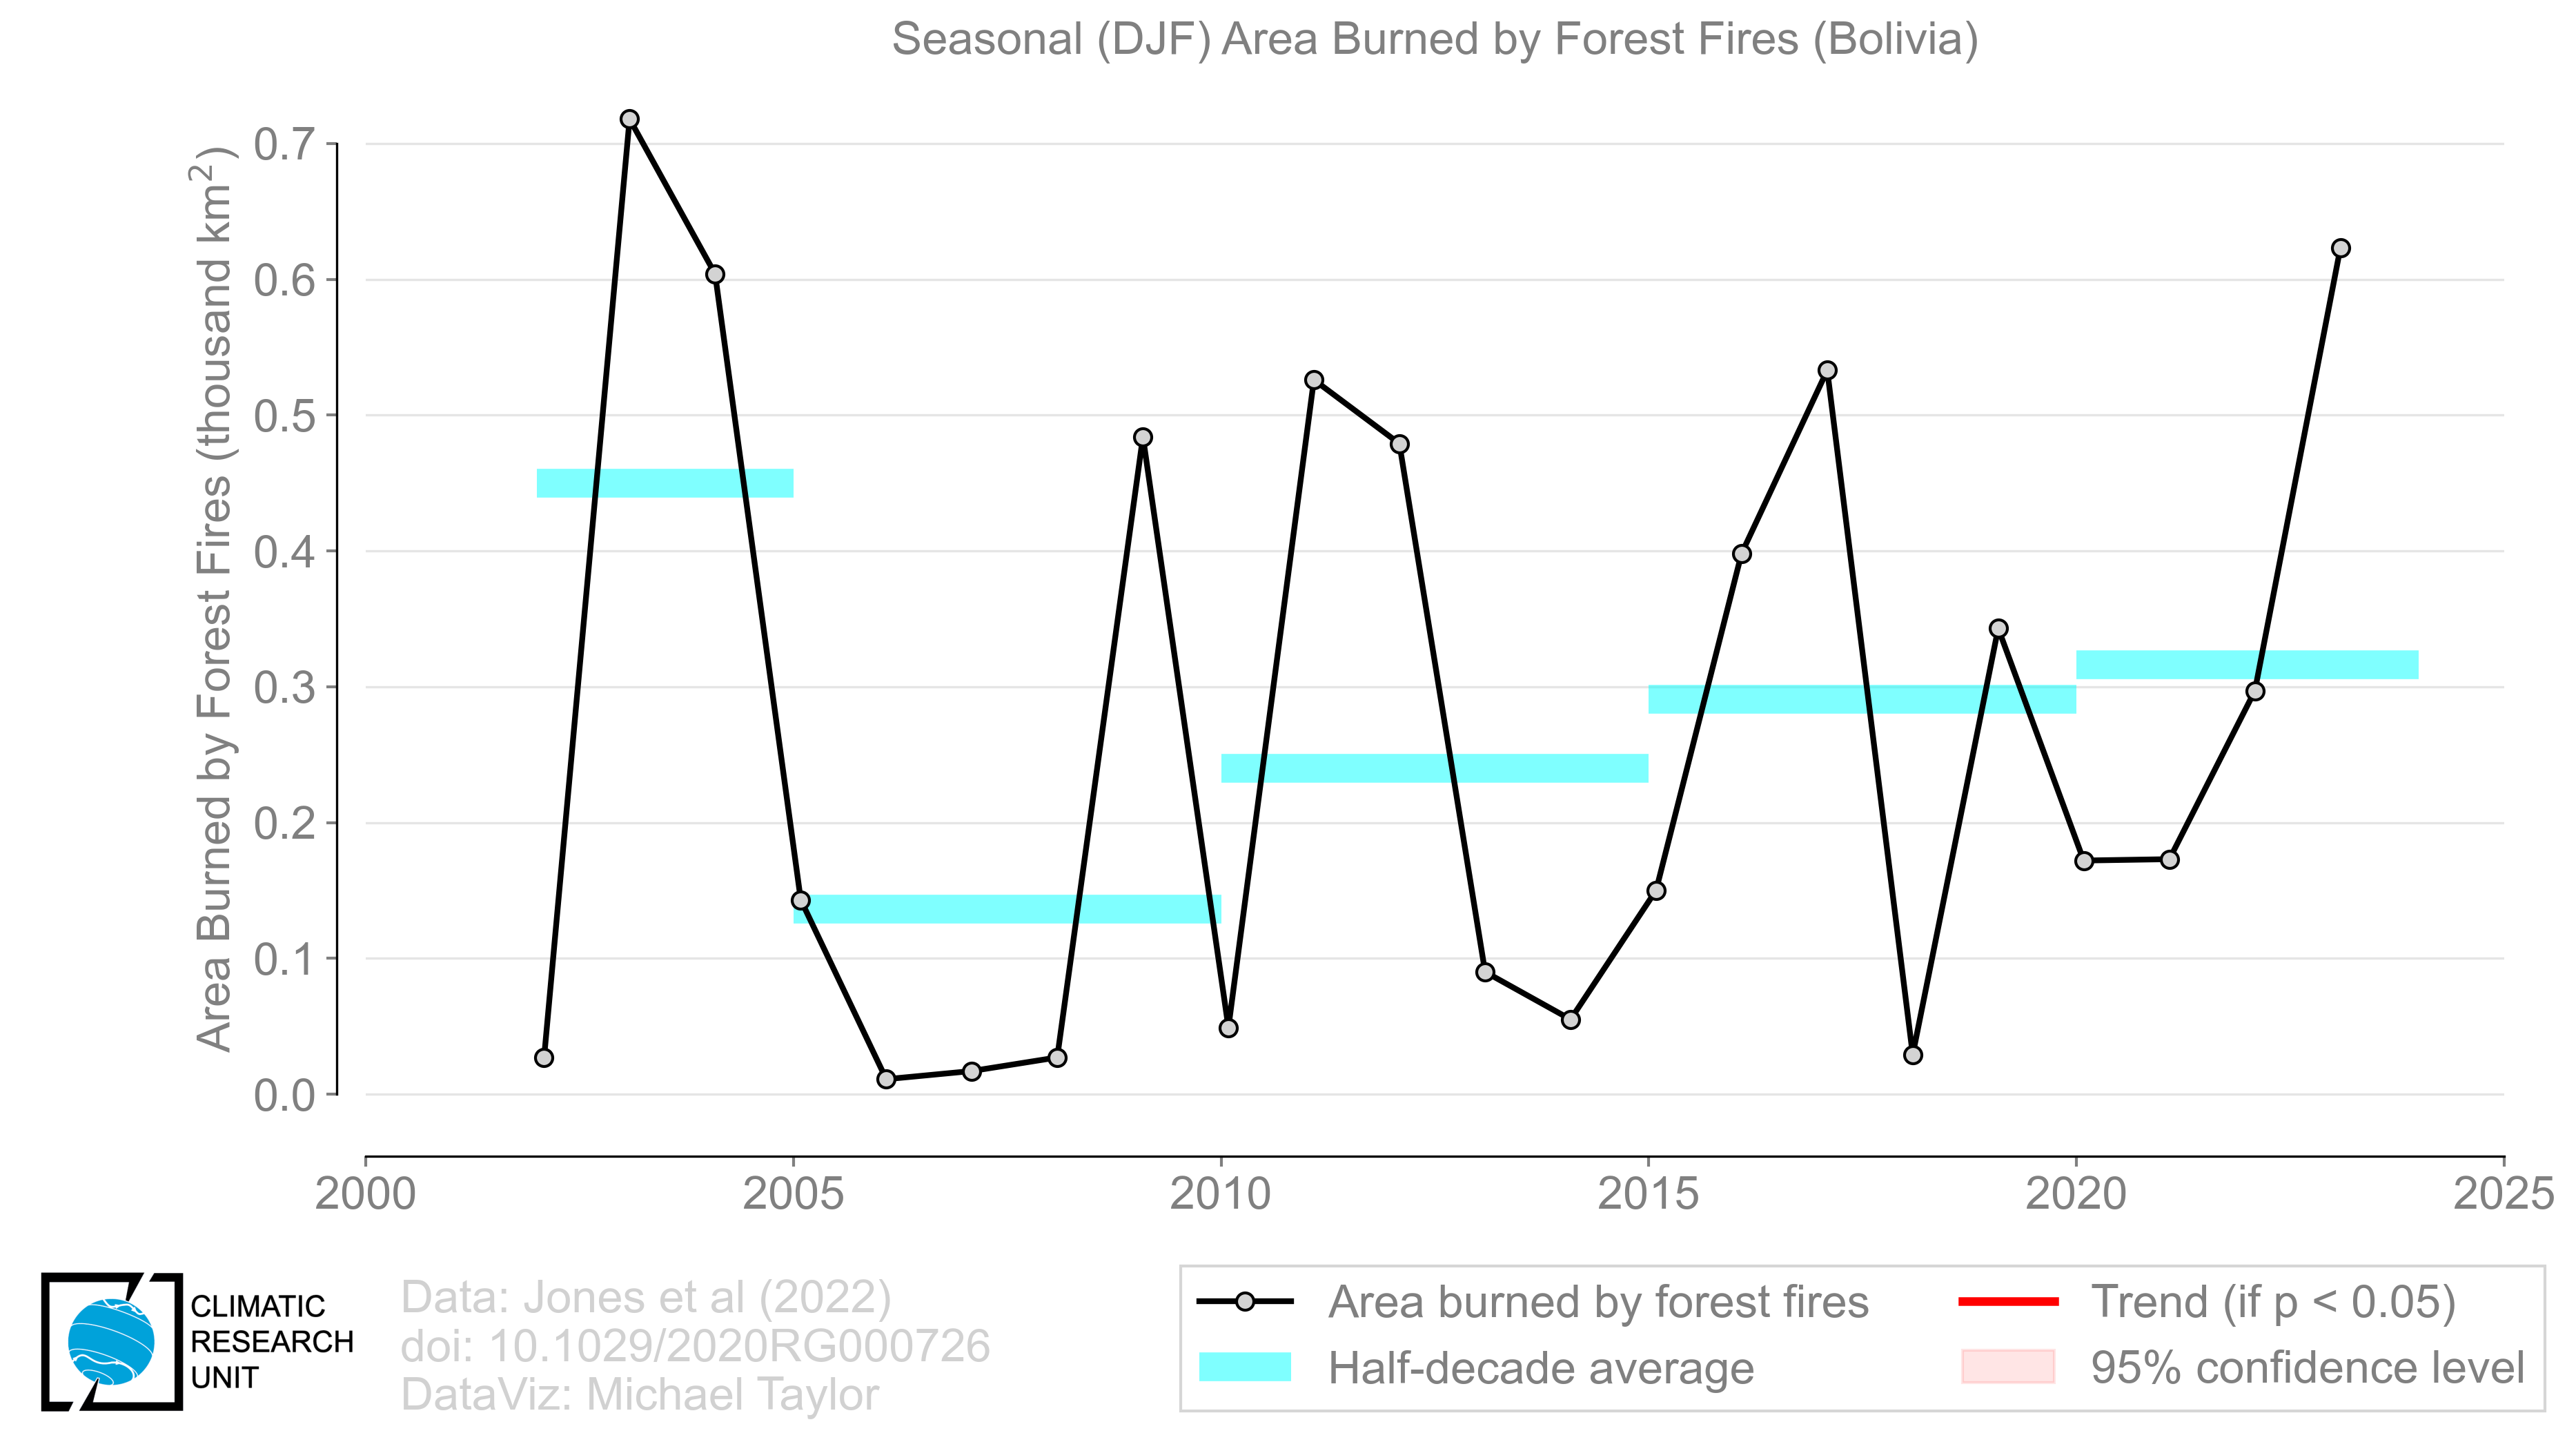 Seasonal (DJF) Area Burned by Forest Fires (Bolivia)
Area Burned by Forest Fires (thousand km²)
0.7
0.6
0.5
0.4
0.3
0.2
0.1
0.0
2000 2005 2010 2015 2020 2025
CLIMATIC
RESEARCH
UNIT
Data: Jones et al (2022)
doi: 10.1029/2020RG000726
DataViz: Michael Taylor
Area burned by forest fires
Half-decade average
Trend (if p < 0.05)
95% confidence level